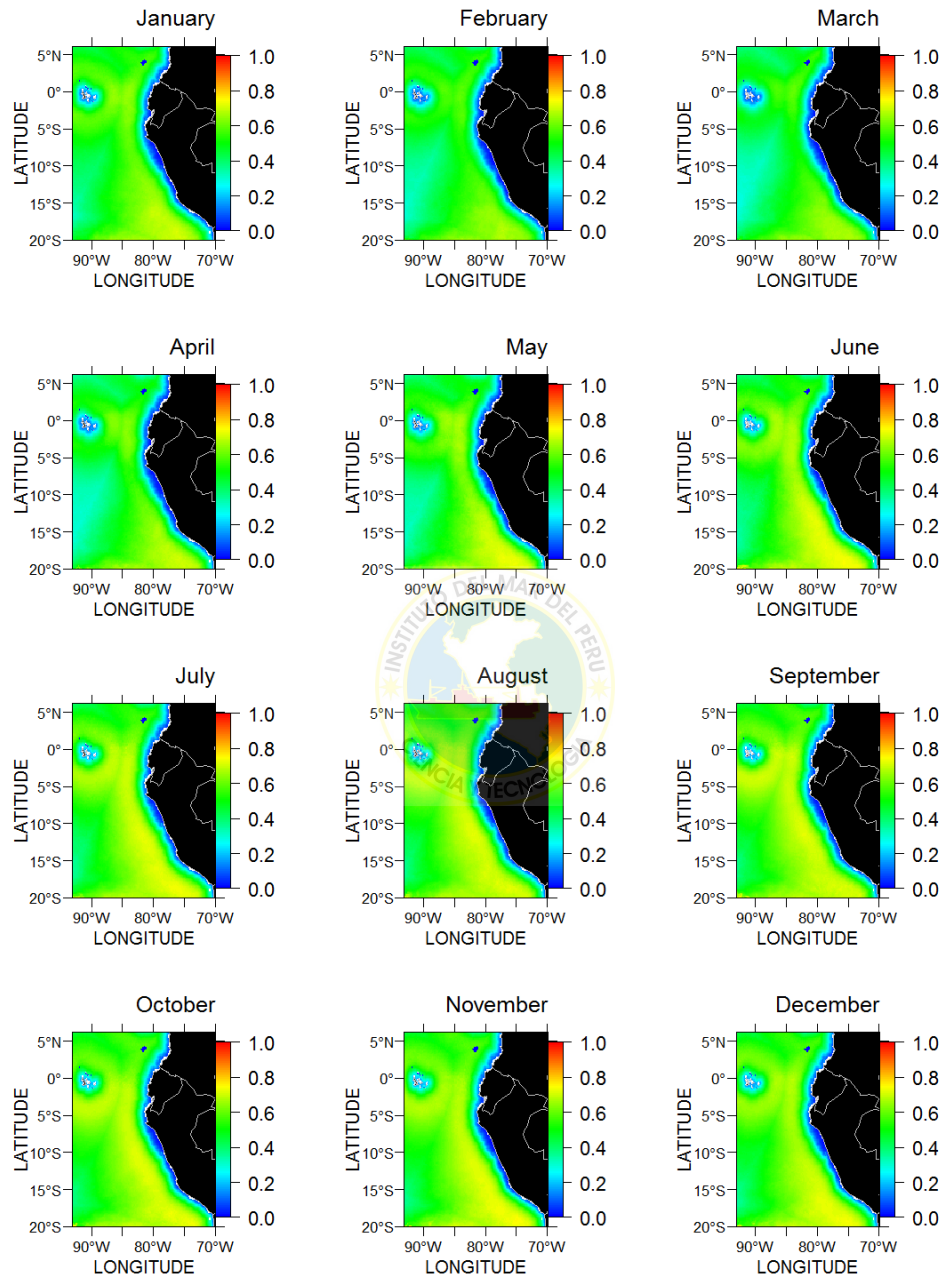 January
5°N
0°
5°S
10°S
15°S
20°S
LATITUDE
90°W 80°W 70°W
LONGITUDE
1.0
0.8
0.6
0.4
0.2
0.0
February
5°N
0°
5°S
10°S
15°S
20°S
LATITUDE
90°W 80°W 70°W
LONGITUDE
1.0
0.8
0.6
0.4
0.2
0.0
March
5°N
0°
5°S
10°S
15°S
20°S
LATITUDE
90°W 80°W 70°W
LONGITUDE
1.0
0.8
0.6
0.4
0.2
0.0
April
5°N
0°
5°S
10°S
15°S
20°S
LATITUDE
90°W 80°W 70°W
LONGITUDE
1.0
0.8
0.6
0.4
0.2
0.0
May
5°N
0°
5°S
10°S
15°S
20°S
LATITUDE
90°W 80°W 70°W
LONGITUDE
1.0
0.8
0.6
0.4
0.2
0.0
June
5°N
0°
5°S
10°S
15°S
20°S
LATITUDE
90°W 80°W 70°W
LONGITUDE
1.0
0.8
0.6
0.4
0.2
0.0
INSTITUTO DEL MAR DEL PERU
July
5°N
0°
5°S
10°S
15°S
20°S
LATITUDE
90°W 80°W 70°W
LONGITUDE
1.0
0.8
0.6
0.4
0.2
0.0
August
5°N
0°
5°S
10°S
15°S
20°S
LATITUDE
90°W 80°W 70°W
LONGITUDE
1.0
0.8
0.6
0.4
0.2
0.0
Y TECNOLOGIA
September
5°N
0°
5°S
10°S
15°S
20°S
LATITUDE
90°W 80°W 70°W
LONGITUDE
1.0
0.8
0.6
0.4
0.2
0.0
October
5°N
0°
5°S
10°S
15°S
20°S
LATITUDE
90°W 80°W 70°W
LONGITUDE
1.0
0.8
0.6
0.4
0.2
0.0
November
5°N
0°
5°S
10°S
15°S
20°S
LATITUDE
90°W 80°W 70°W
LONGITUDE
1.0
0.8
0.6
0.4
0.2
0.0
December
5°N
0°
5°S
10°S
15°S
20°S
LATITUDE
90°W 80°W 70°W
LONGITUDE
1.0
0.8
0.6
0.4
0.2
0.0